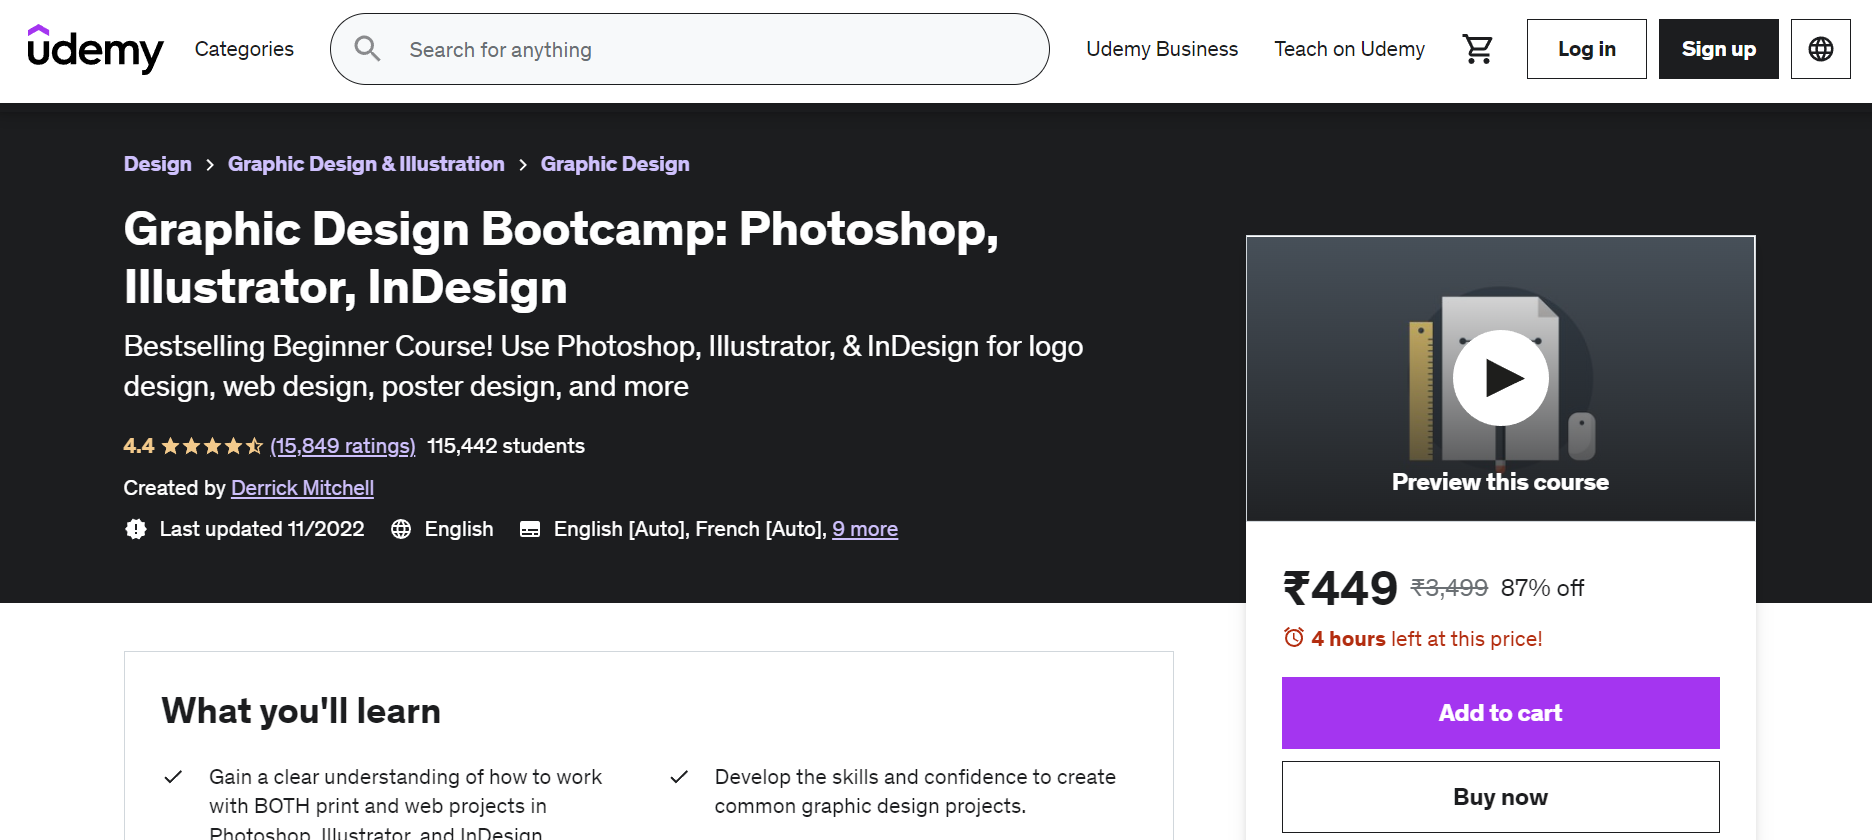 udemy
Categories
Search for anything
Udemy Business
Teach on Udemy
Log in
Sign up
Design > Graphic Design & Illustration > Graphic Design
Graphic Design Bootcamp: Photoshop,
Illustrator, InDesign
Bestselling Beginner Course! Use Photoshop, Illustrator, & InDesign for logo
design, web design, poster design, and more
4.4 (15,849 ratings) 115,442 students
Created by Derrick Mitchell
Last updated 11/2022 English English [Auto], French [Auto], 9 more
Preview this course
₹449 ₹3,499 87% off
4 hours left at this price!
Add to cart
Buy now
What you'll learn
Gain a clear understanding of how to work
with BOTH print and web projects in
Photoshop, Illustrator, and InDesign
Develop the skills and confidence to create
common graphic design projects.